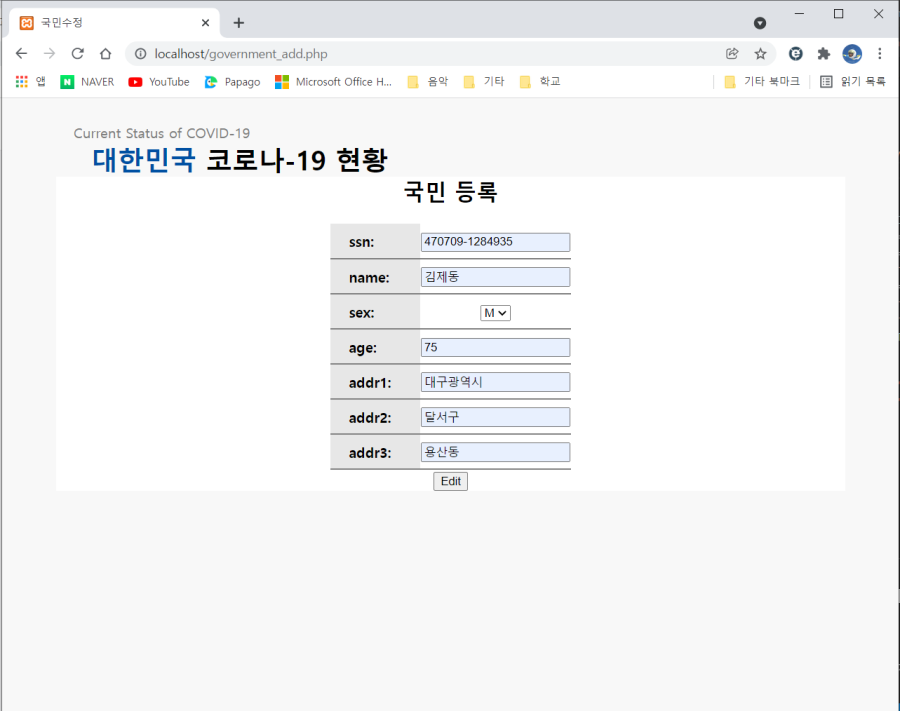 국민수정
localhost/government_add.php
앱 NAVER YouTube Papago Microsoft Office H... 음악 기타 학교 기타 북마크 읽기 목록
Current Status of COVID-19
대한민국 코로나-19 현황
국민 등록
ssn: 470709-1284935
name: 김제동
sex: M
age: 75
addr1: 대구광역시
addr2: 달서구
addr3: 용산동
Edit